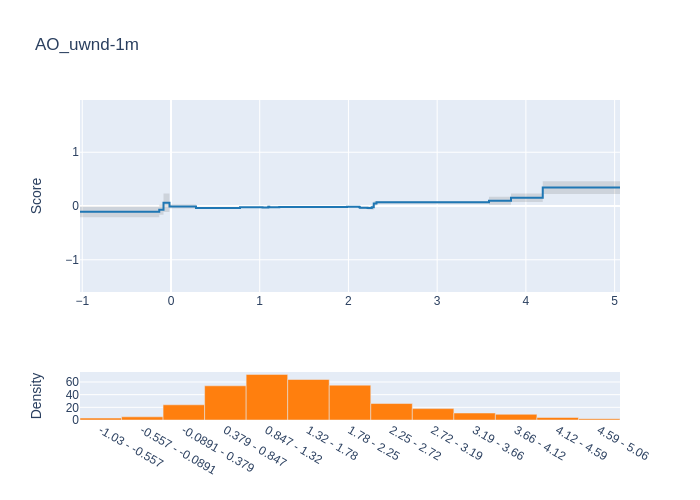 AO_uwnd-1m
Score
1
0
−1
−1
0
1
2
3
4
5
Density
60
40
20
0
-1.03 - -0.557
-0.557 - -0.0891
-0.0891 - 0.379
0.379 - 0.847
0.847 - 1.32
1.32 - 1.78
1.78 - 2.25
2.25 - 2.72
2.72 - 3.19
3.19 - 3.66
3.66 - 4.12
4.12 - 4.59
4.59 - 5.06